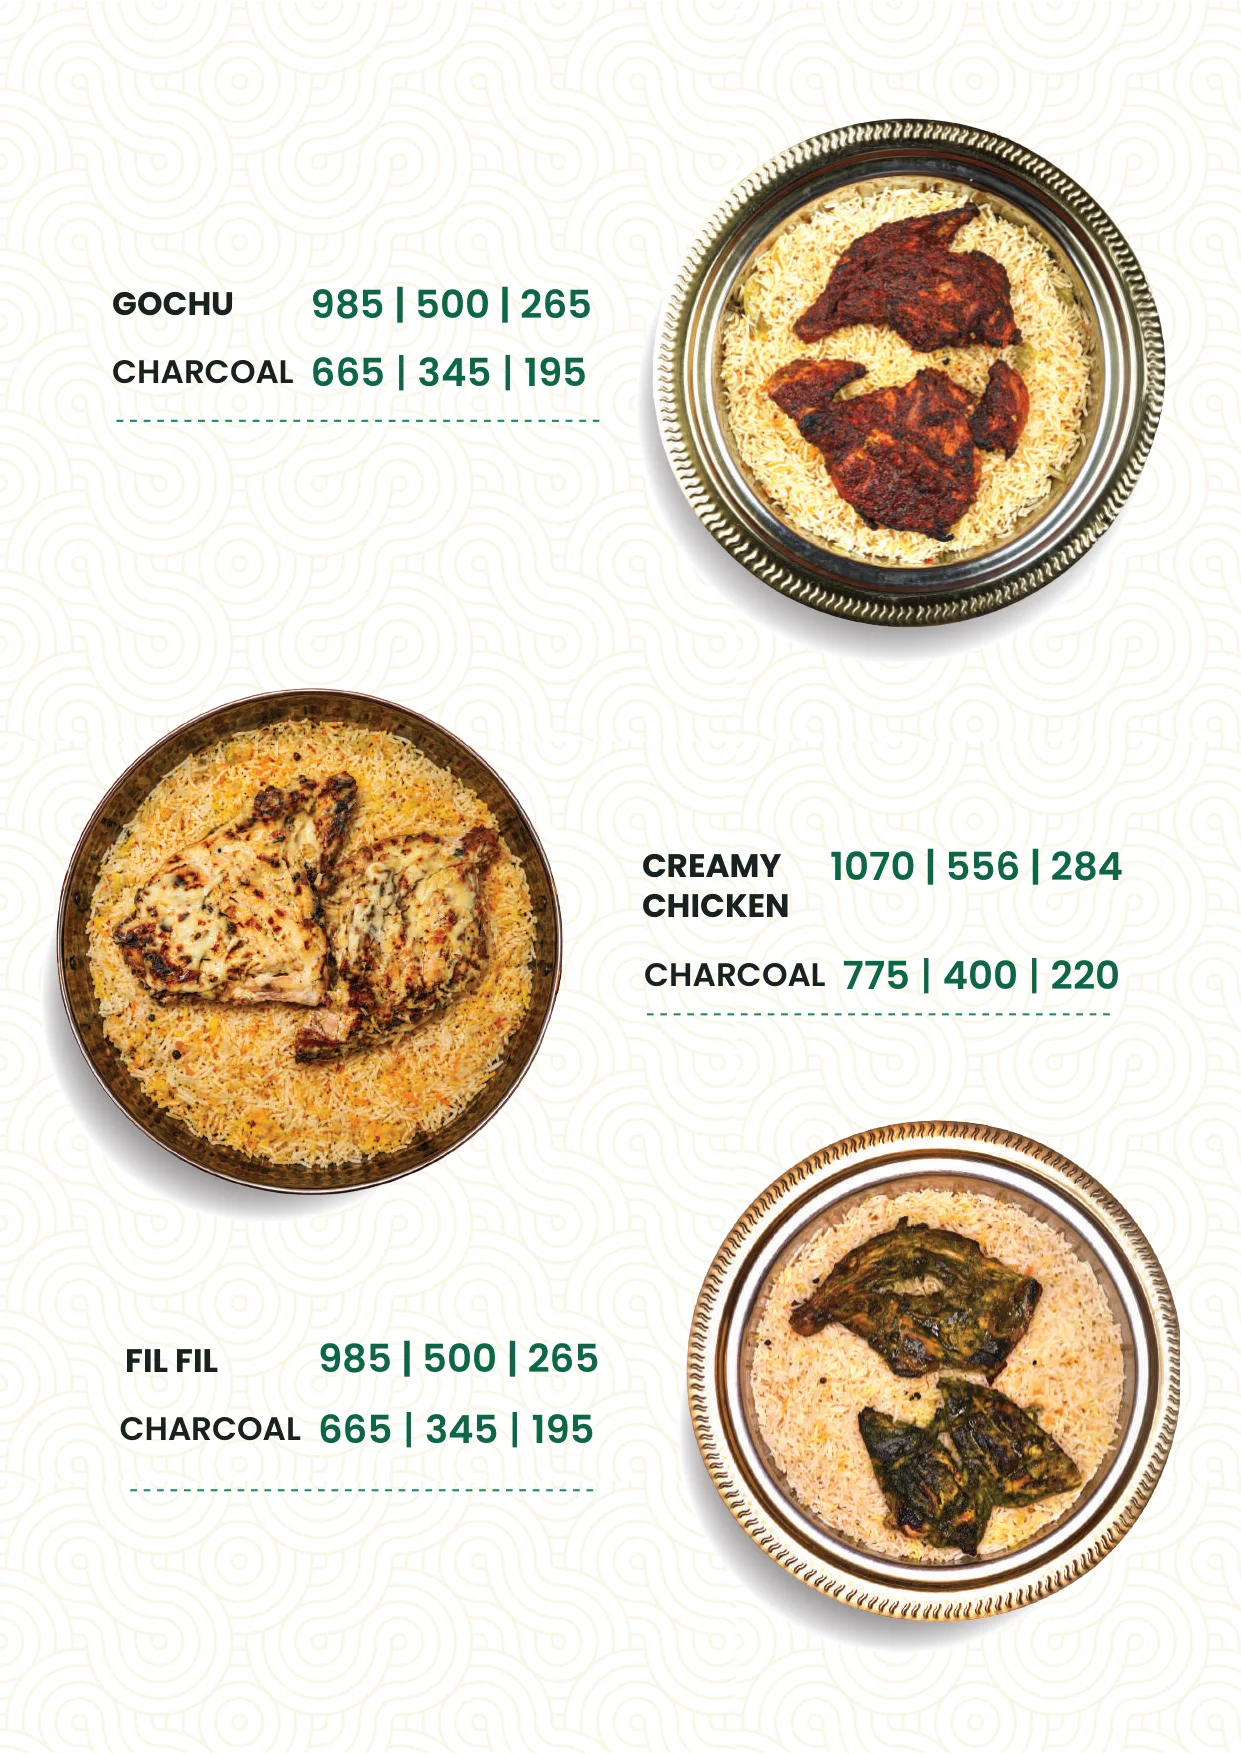 GOCHU 985 | 500 | 265
CHARCOAL 665 | 345 | 195
CREAMY 1070 | 556 | 284
CHICKEN
CHARCOAL 775 | 400 | 220
FIL FIL 985 | 500 | 265
CHARCOAL 665 | 345 | 195